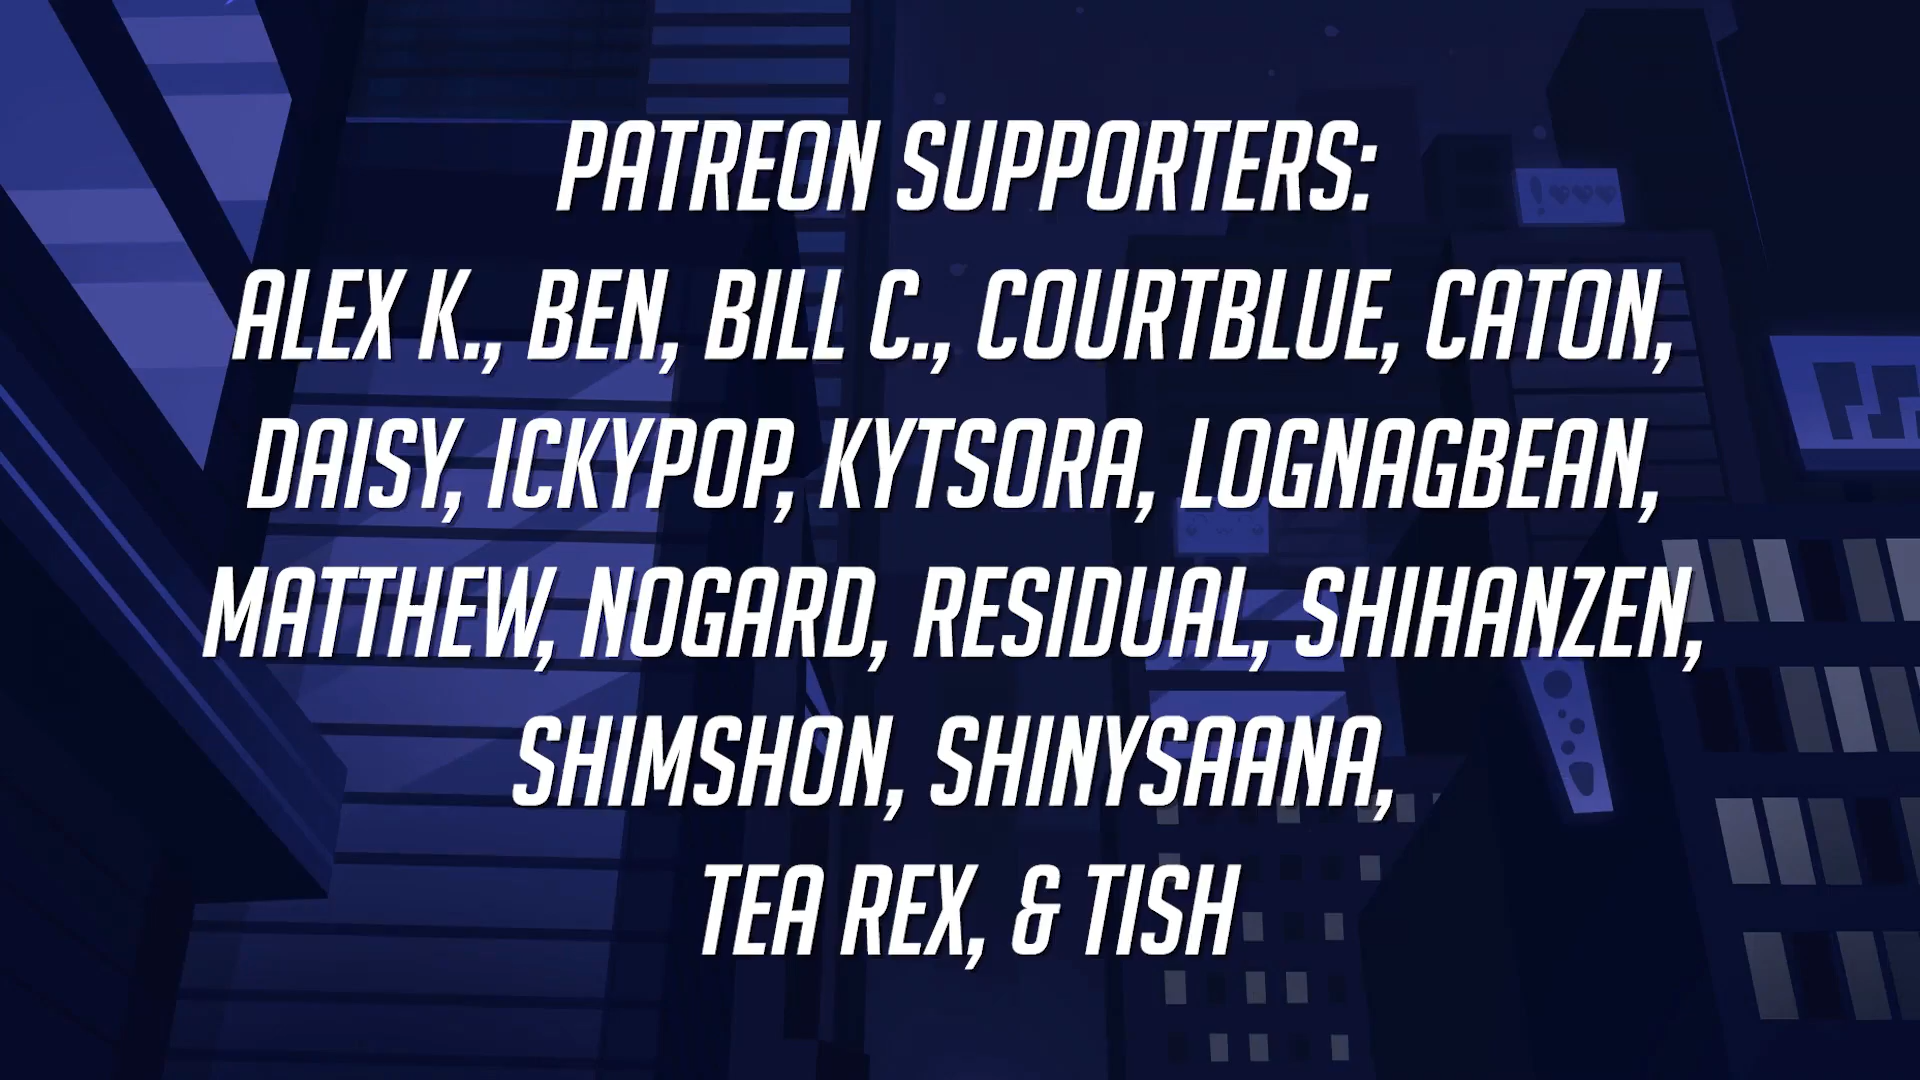 PATREON SUPPORTERS:
ALEX K., BEN, BILL C., COURTBLUE, CATON,
DAISY, ICKYPOP, KYTSORA, LOGNAGBEAN,
MATTHEW, NOGARD, RESIDUAL, SHIHANZEN,
SHIMSHON, SHINYSAANA,
TEA REX, & TISH